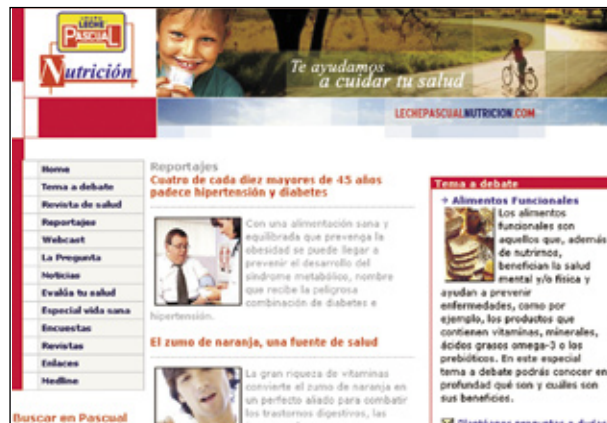 GRUPO
LECHE
PASCUAL
Nutrición
Te ayudamos
a cuidar tu salud
LECHEPASCUALNUTRICION.COM
Home
Tema a debate
Revista de salud
Reportajes
Webcast
La Pregunta
Noticias
Evalúa tu salud
Especial vida sana
Encuestas
Revistas
Enlaces
Medline
Buscar en Pascual
Reportajes
Cuatro de cada diez mayores de 45 años
padece hipertensión y diabetes
Con una alimentación sana y
equilibrada que prevenga la
obesidad se puede llegar a
prevenir el desarrollo del
síndrome metabólico, nombre
que recibe la peligrosa
combinación de diabetes e
hipertensión.
El zumo de naranja, una fuente de salud
La gran riqueza de vitaminas
convierte el zumo de naranja en
un perfecto aliado para combatir
los trastornos digestivos, las
Tema a debate
Alimentos Funcionales
Los alimentos
funcionales son
aquellos que, además
de nutrirnos,
benefician la salud
mental y/o física y
ayudan a prevenir
enfermedades, como por
ejemplo, los productos que
contienen vitaminas, minerales,
ácidos grasos omega-3 o los
prebióticos. En este especial
tema a debate podrás conocer en
profundidad qué son y cuáles son
sus beneficios.